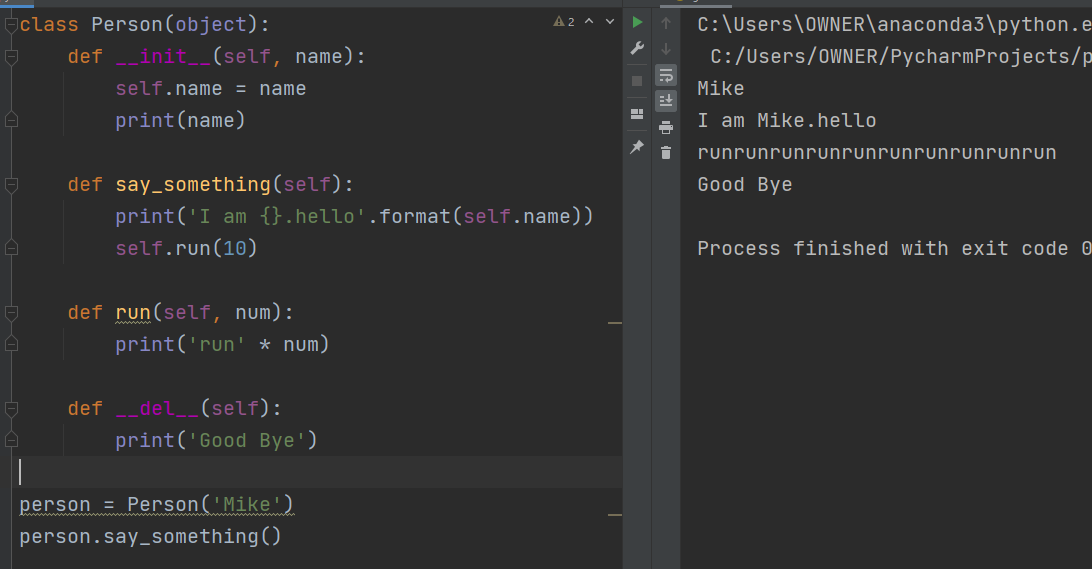 class Person(object):
2
def __init__(self, name):
self.name = name
print(name)
def say_something(self):
print('I am {}.hello'.format(self.name))
self.run(10)
def run(self, num):
print('run' * num)
def __del__(self):
print('Good Bye')
person = Person('Mike')
person.say_something()
C:\Users\OWNER\anaconda3\python.e
C:/Users/OWNER/PycharmProjects/p
Mike
I am Mike.hello
runrunrunrunrunrunrunrunrunrun
Good Bye
Process finished with exit code 0